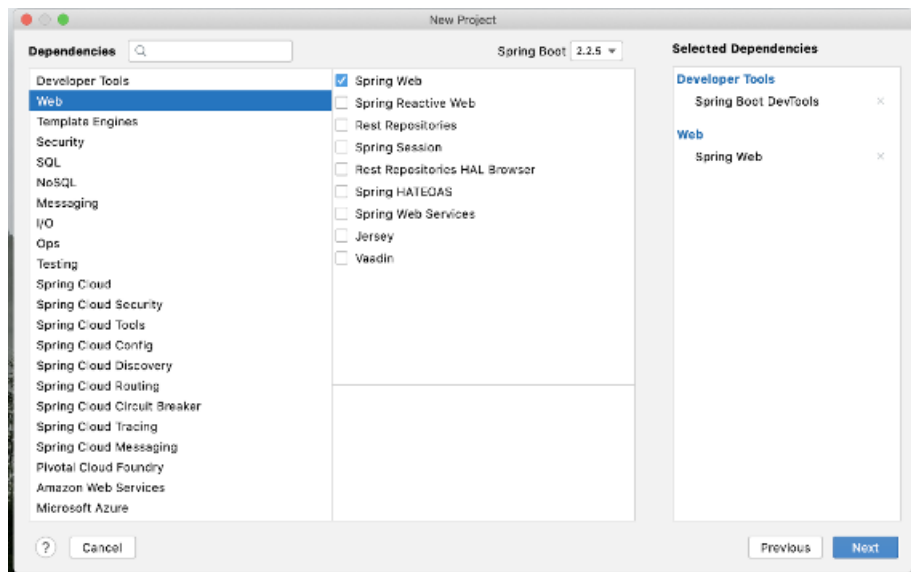 New Project
Dependencies
Spring Boot 2.2.5
Selected Dependencies
Developer Tools
Web
Template Engines
Security
SQL
NoSQL
Messaging
I/O
Ops
Testing
Spring Cloud
Spring Cloud Security
Spring Cloud Tools
Spring Cloud Config
Spring Cloud Discovery
Spring Cloud Routing
Spring Cloud Circuit Breaker
Spring Cloud Tracing
Spring Cloud Messaging
Pivotal Cloud Foundry
Amazon Web Services
Microsoft Azure
Spring Web
Spring Reactive Web
Rest Repositories
Spring Session
Rest Repositories HAL Browser
Spring HATEOAS
Spring Web Services
Jersey
Vaadin
Developer Tools
Spring Boot DevTools
Web
Spring Web
?
Cancel
Previous
Next